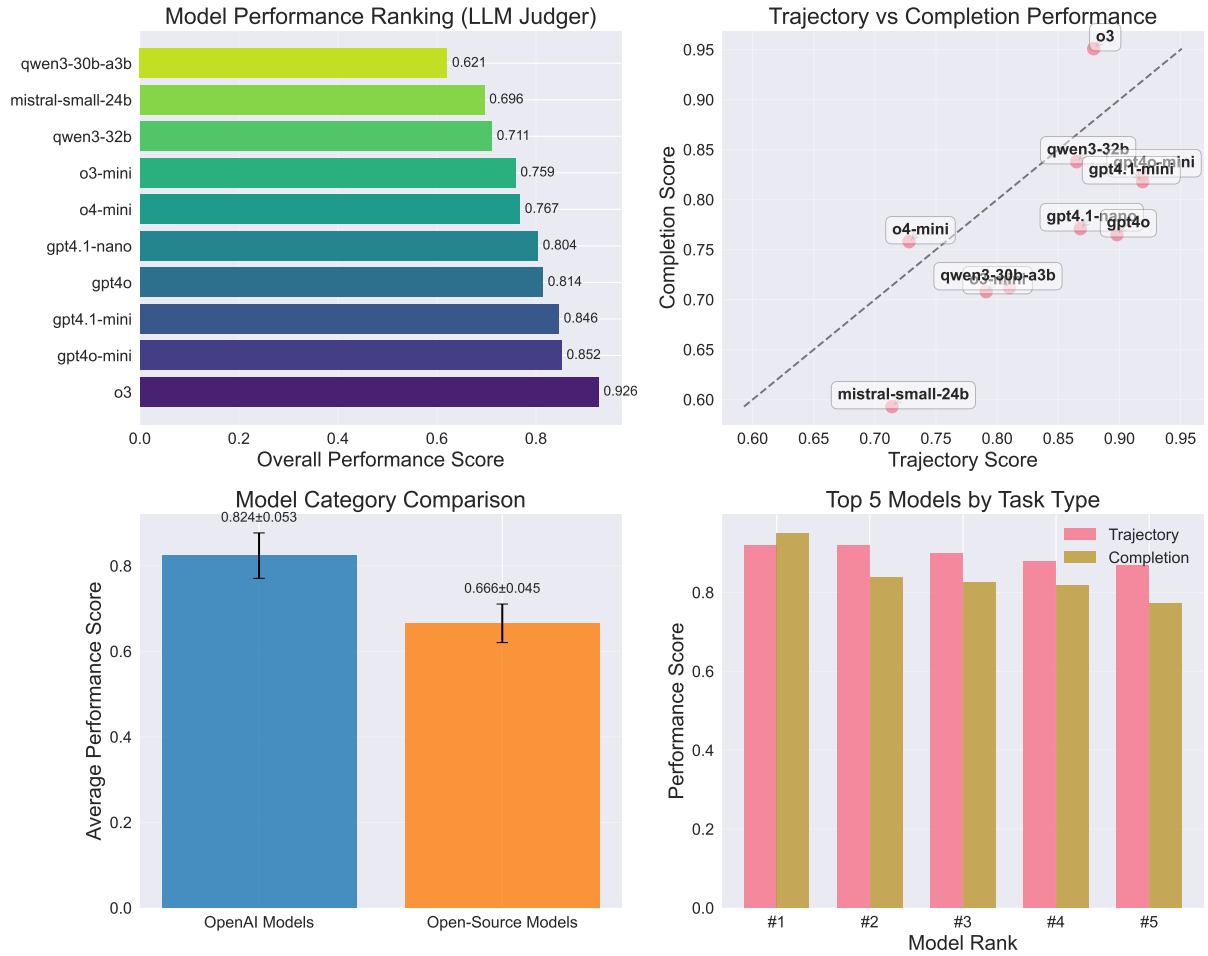 Model Performance Ranking (LLM Judger)
qwen3-30b-a3b
0.621
mistral-small-24b
0.696
qwen3-32b
0.711
o3-mini
0.759
o4-mini
0.767
gpt4.1-nano
0.804
gpt4o
0.814
gpt4.1-mini
0.846
gpt4o-mini
0.852
o3
0.926
0.0 0.2 0.4 0.6 0.8
Overall Performance Score
Trajectory vs Completion Performance
Completion Score
0.95
0.90
0.85
0.80
0.75
0.70
0.65
0.60
o3
qwen3-32b
gpt4o-mini
gpt4.1-mini
gpt4.1-nano
gpt4o
o4-mini
qwen3-30b-a3b
o3-mini
mistral-small-24b
0.60 0.65 0.70 0.75 0.80 0.85 0.90 0.95
Trajectory Score
Model Category Comparison
Average Performance Score
0.8
0.6
0.4
0.2
0.0
0.824±0.053
0.666±0.045
OpenAI Models Open-Source Models
Top 5 Models by Task Type
Trajectory
Completion
Performance Score
0.8
0.6
0.4
0.2
0.0
#1 #2 #3 #4 #5
Model Rank